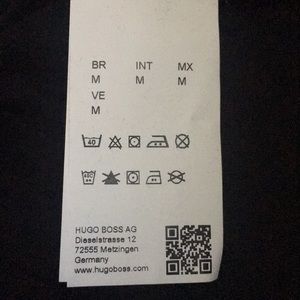 BR INT MX
M M M
VE
M
40
HUGO BOSS AG
Dieselstrasse 12
72555 Metzingen
Germany
www.hugoboss.com